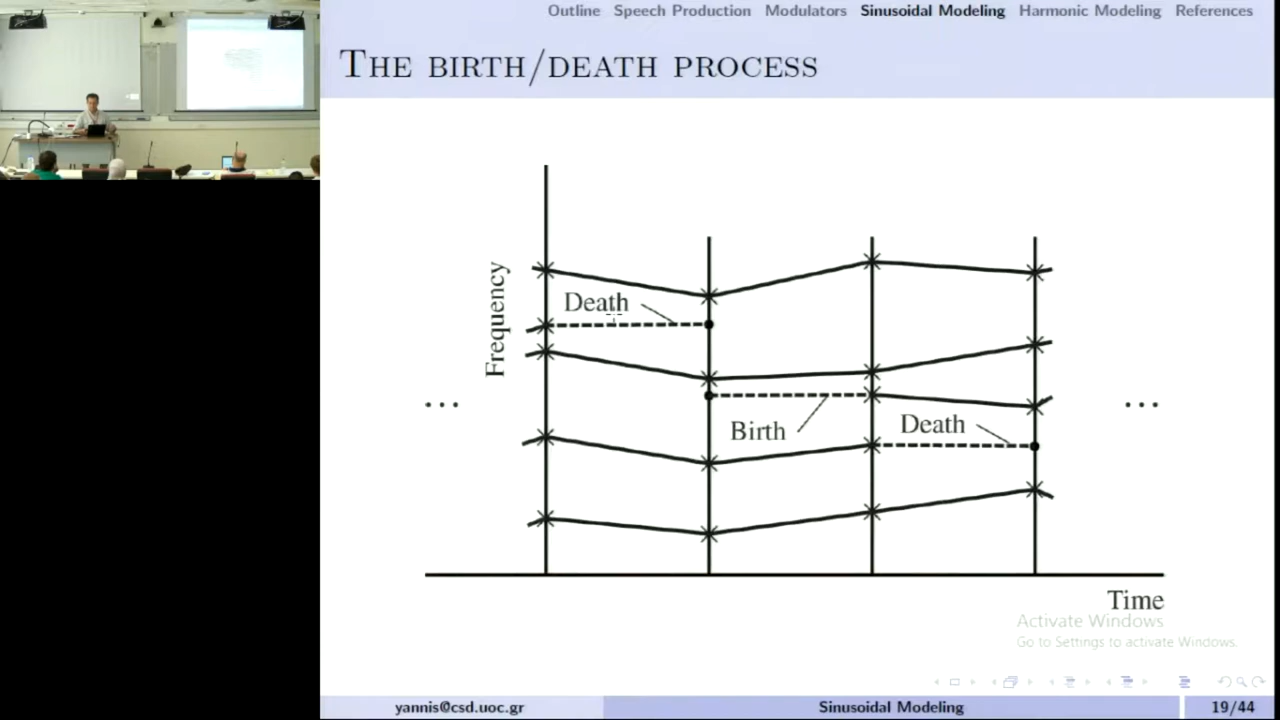 Outline Speech Production Modulators Sinusoidal Modeling Harmonic Modeling References
THE BIRTH/DEATH PROCESS
Frequency
Death
Birth
Death
...
...
Time
Activate Windows
Go to Settings to activate Windows.
yannis@csd.uoc.gr Sinusoidal Modeling 19/44